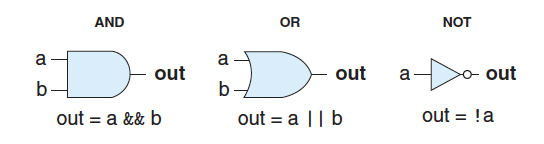 AND OR NOT
a out a out a out
b b
out = a && b out = a || b out = !a